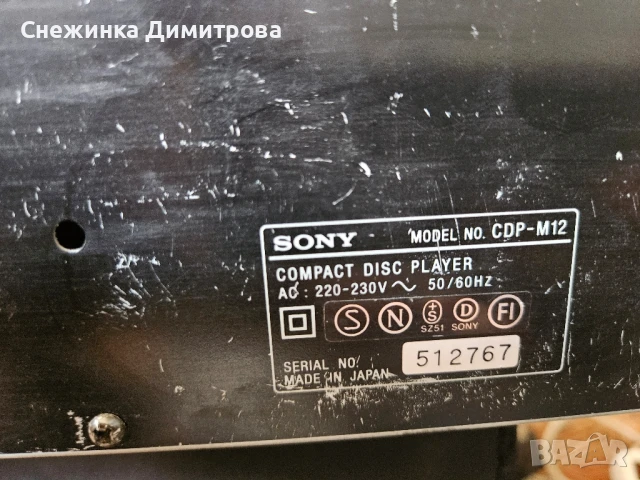 Снежинка Димитрова
SONY MODEL NO. CDP-M12
COMPACT DISC PLAYER
AC : 220-230V ~ 50/60HZ
S N +S D FI
SZ51 SONY
SERIAL NO. 512767
MADE IN JAPAN
BAZAR